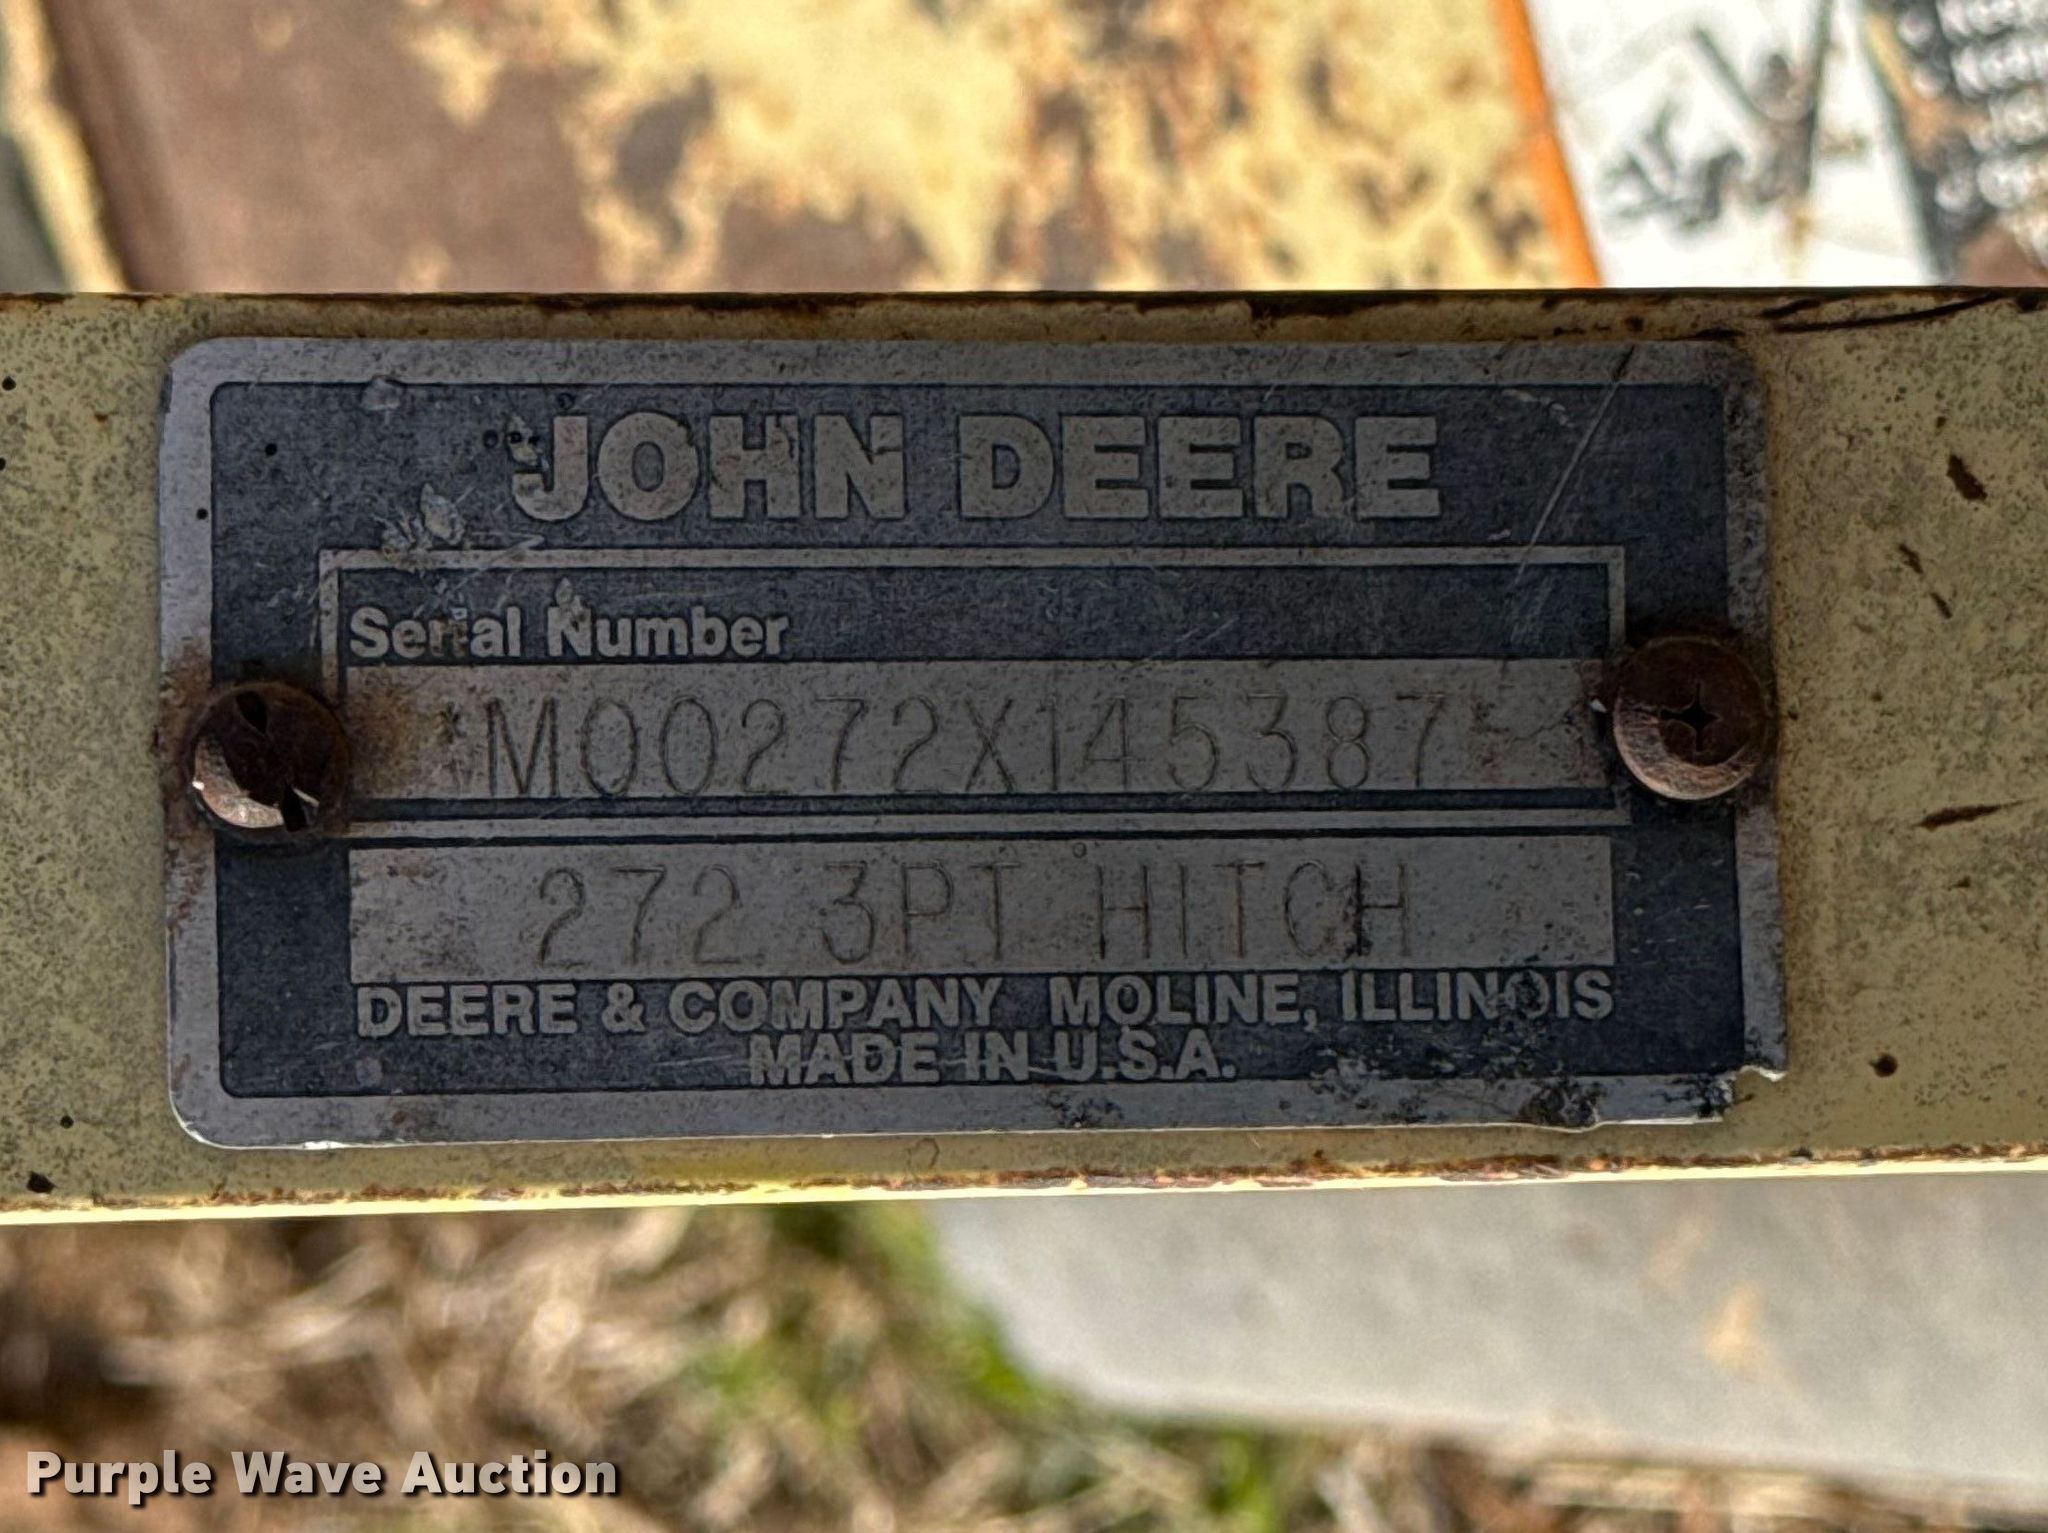 JOHN DEERE
Serial Number
M00272X145387
272 3PT HITCH
DEERE & COMPANY MOLINE, ILLINOIS
MADE IN U.S.A.
Purple Wave Auction